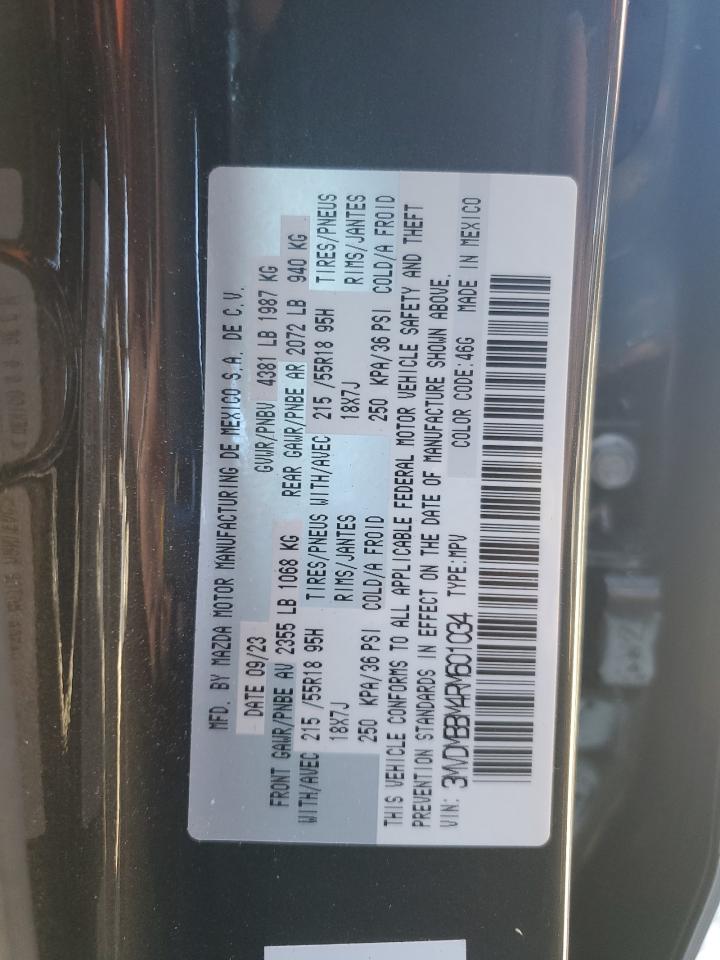 MFD. BY MAZDA MOTOR MANUFACTURING DE MEXICO S.A. DE C.V.
DATE 09/23 GVWR/PNBV 4381 LB 1987 KG
FRONT GAWR/PNBE AV 2355 LB 1068 KG REAR GAWR/PNBE AR 2072 LB 940 KG
WITH/AVEC 215 /55R18 95H TIRES/PNEUS WITH/AVEC 215 /55R18 95H TIRES/PNEUS
18X7J RIMS/JANTES 18X7J RIMS/JANTES
250 KPA/36 PSI COLD/A FROID 250 KPA/36 PSI COLD/A FROID
THIS VEHICLE CONFORMS TO ALL APPLICABLE FEDERAL MOTOR VEHICLE SAFETY AND THEFT
PREVENTION STANDARDS IN EFFECT ON THE DATE OF MANUFACTURE SHOWN ABOVE.
VIN: 3MVDMBBM4RM601034 TYPE:MPV COLOR CODE:46G MADE IN MEXICO